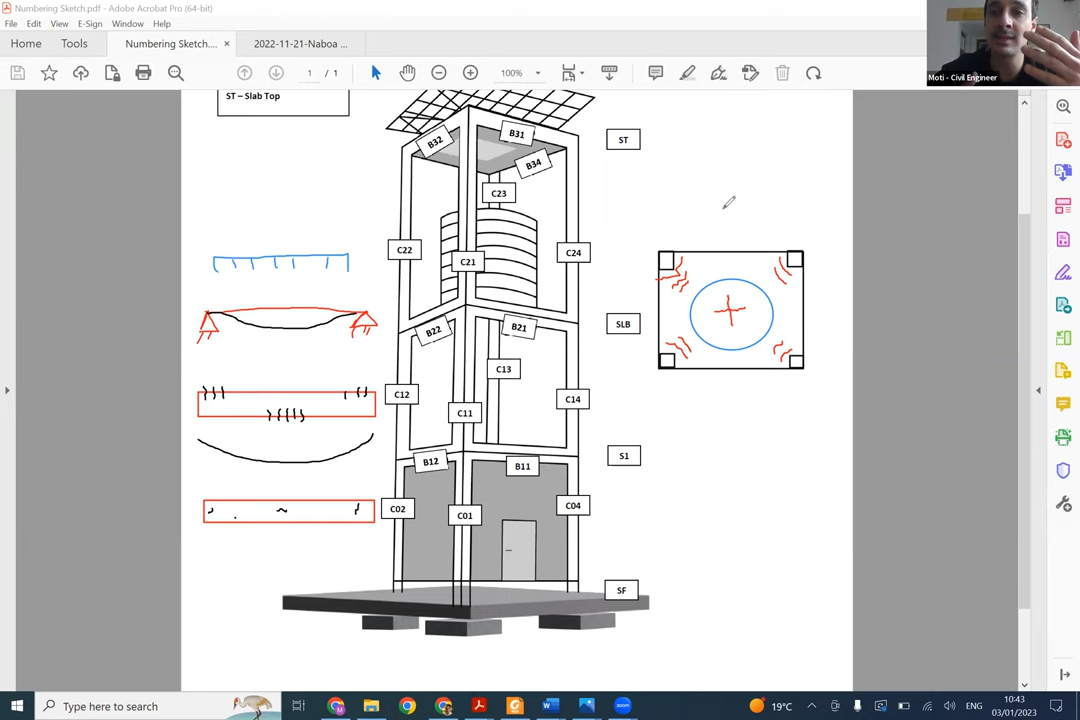 Numbering Sketch.pdf - Adobe Acrobat Pro (64-bit)
File Edit View E-Sign Window Help
Home Tools Numbering Sketch.... × 2022-11-21-Naboa ...
1 / 1 100%
Moti - Civil Engineer
ST – Slab Top
B32 B31 ST
B34
C23
C22 C21 C24
B22 B21 SLB
C13
C12 C11 C14
B12 B11 S1
C02 C01 C04
SF
Type here to search
19°C ENG 10:43
03/01/2023